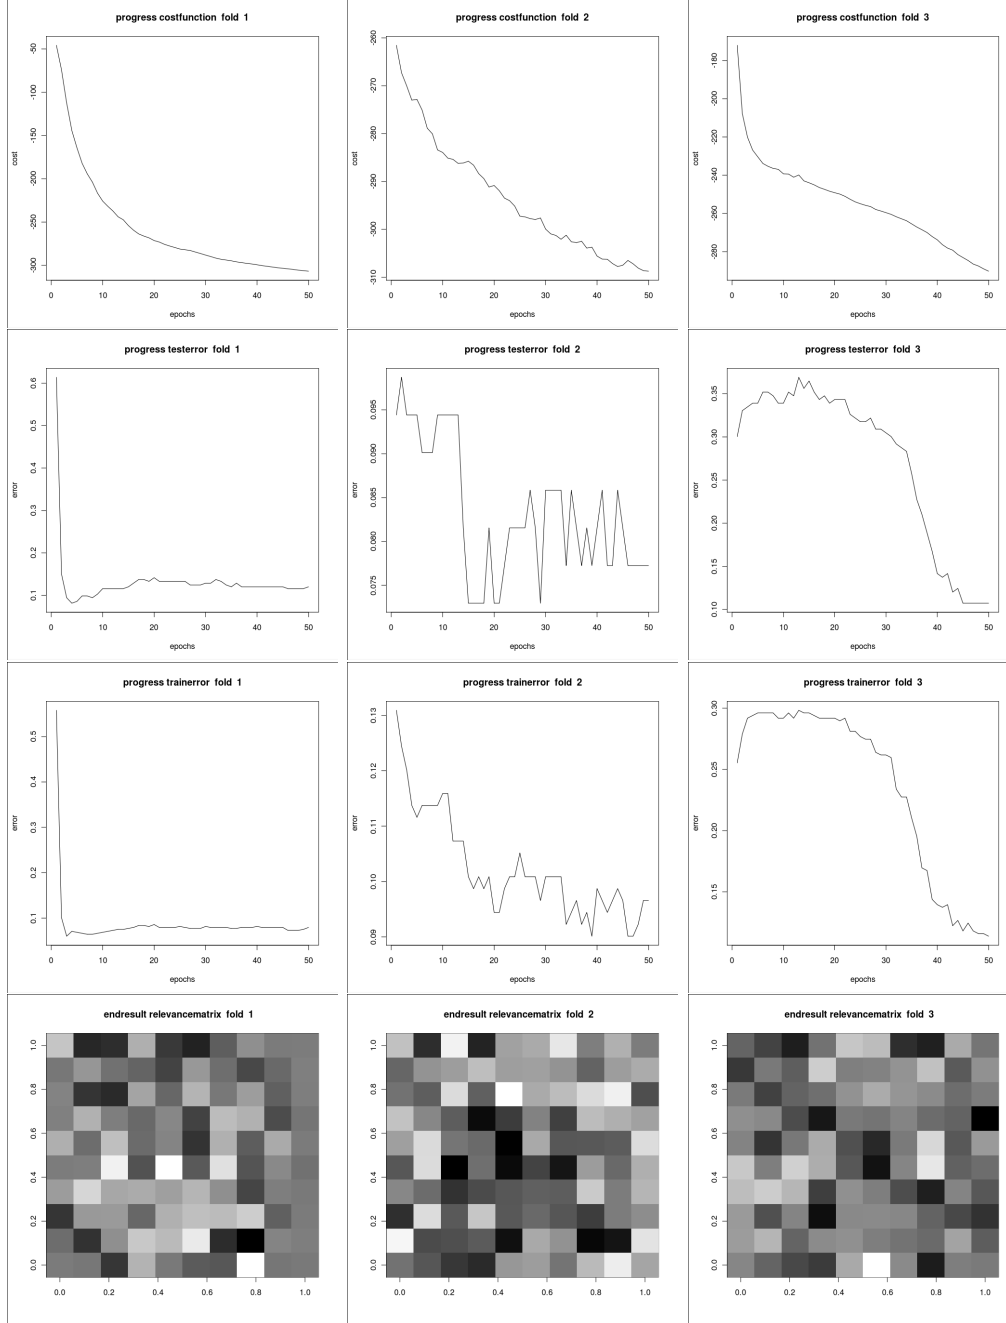 progress costfunction fold 1
-50
-100
-150
-200
-250
-300
cost
0 10 20 30 40 50
epochs
progress costfunction fold 2
-260
-270
-280
-290
-300
-310
cost
0 10 20 30 40 50
epochs
progress costfunction fold 3
-180
-200
-220
-240
-260
-280
cost
0 10 20 30 40 50
epochs
progress testerror fold 1
0.6
0.5
0.4
0.3
0.2
0.1
error
0 10 20 30 40 50
epochs
progress testerror fold 2
0.095
0.090
0.085
0.080
0.075
error
0 10 20 30 40 50
epochs
progress testerror fold 3
0.35
0.30
0.25
0.20
0.15
0.10
error
0 10 20 30 40 50
epochs
progress trainerror fold 1
0.5
0.4
0.3
0.2
0.1
error
0 10 20 30 40 50
epochs
progress trainerror fold 2
0.13
0.12
0.11
0.10
0.09
error
0 10 20 30 40 50
epochs
progress trainerror fold 3
0.30
0.25
0.20
0.15
error
0 10 20 30 40 50
epochs
endresult relevancematrix fold 1
1.0
0.8
0.6
0.4
0.2
0.0
0.0 0.2 0.4 0.6 0.8 1.0
endresult relevancematrix fold 2
1.0
0.8
0.6
0.4
0.2
0.0
0.0 0.2 0.4 0.6 0.8 1.0
endresult relevancematrix fold 3
1.0
0.8
0.6
0.4
0.2
0.0
0.0 0.2 0.4 0.6 0.8 1.0